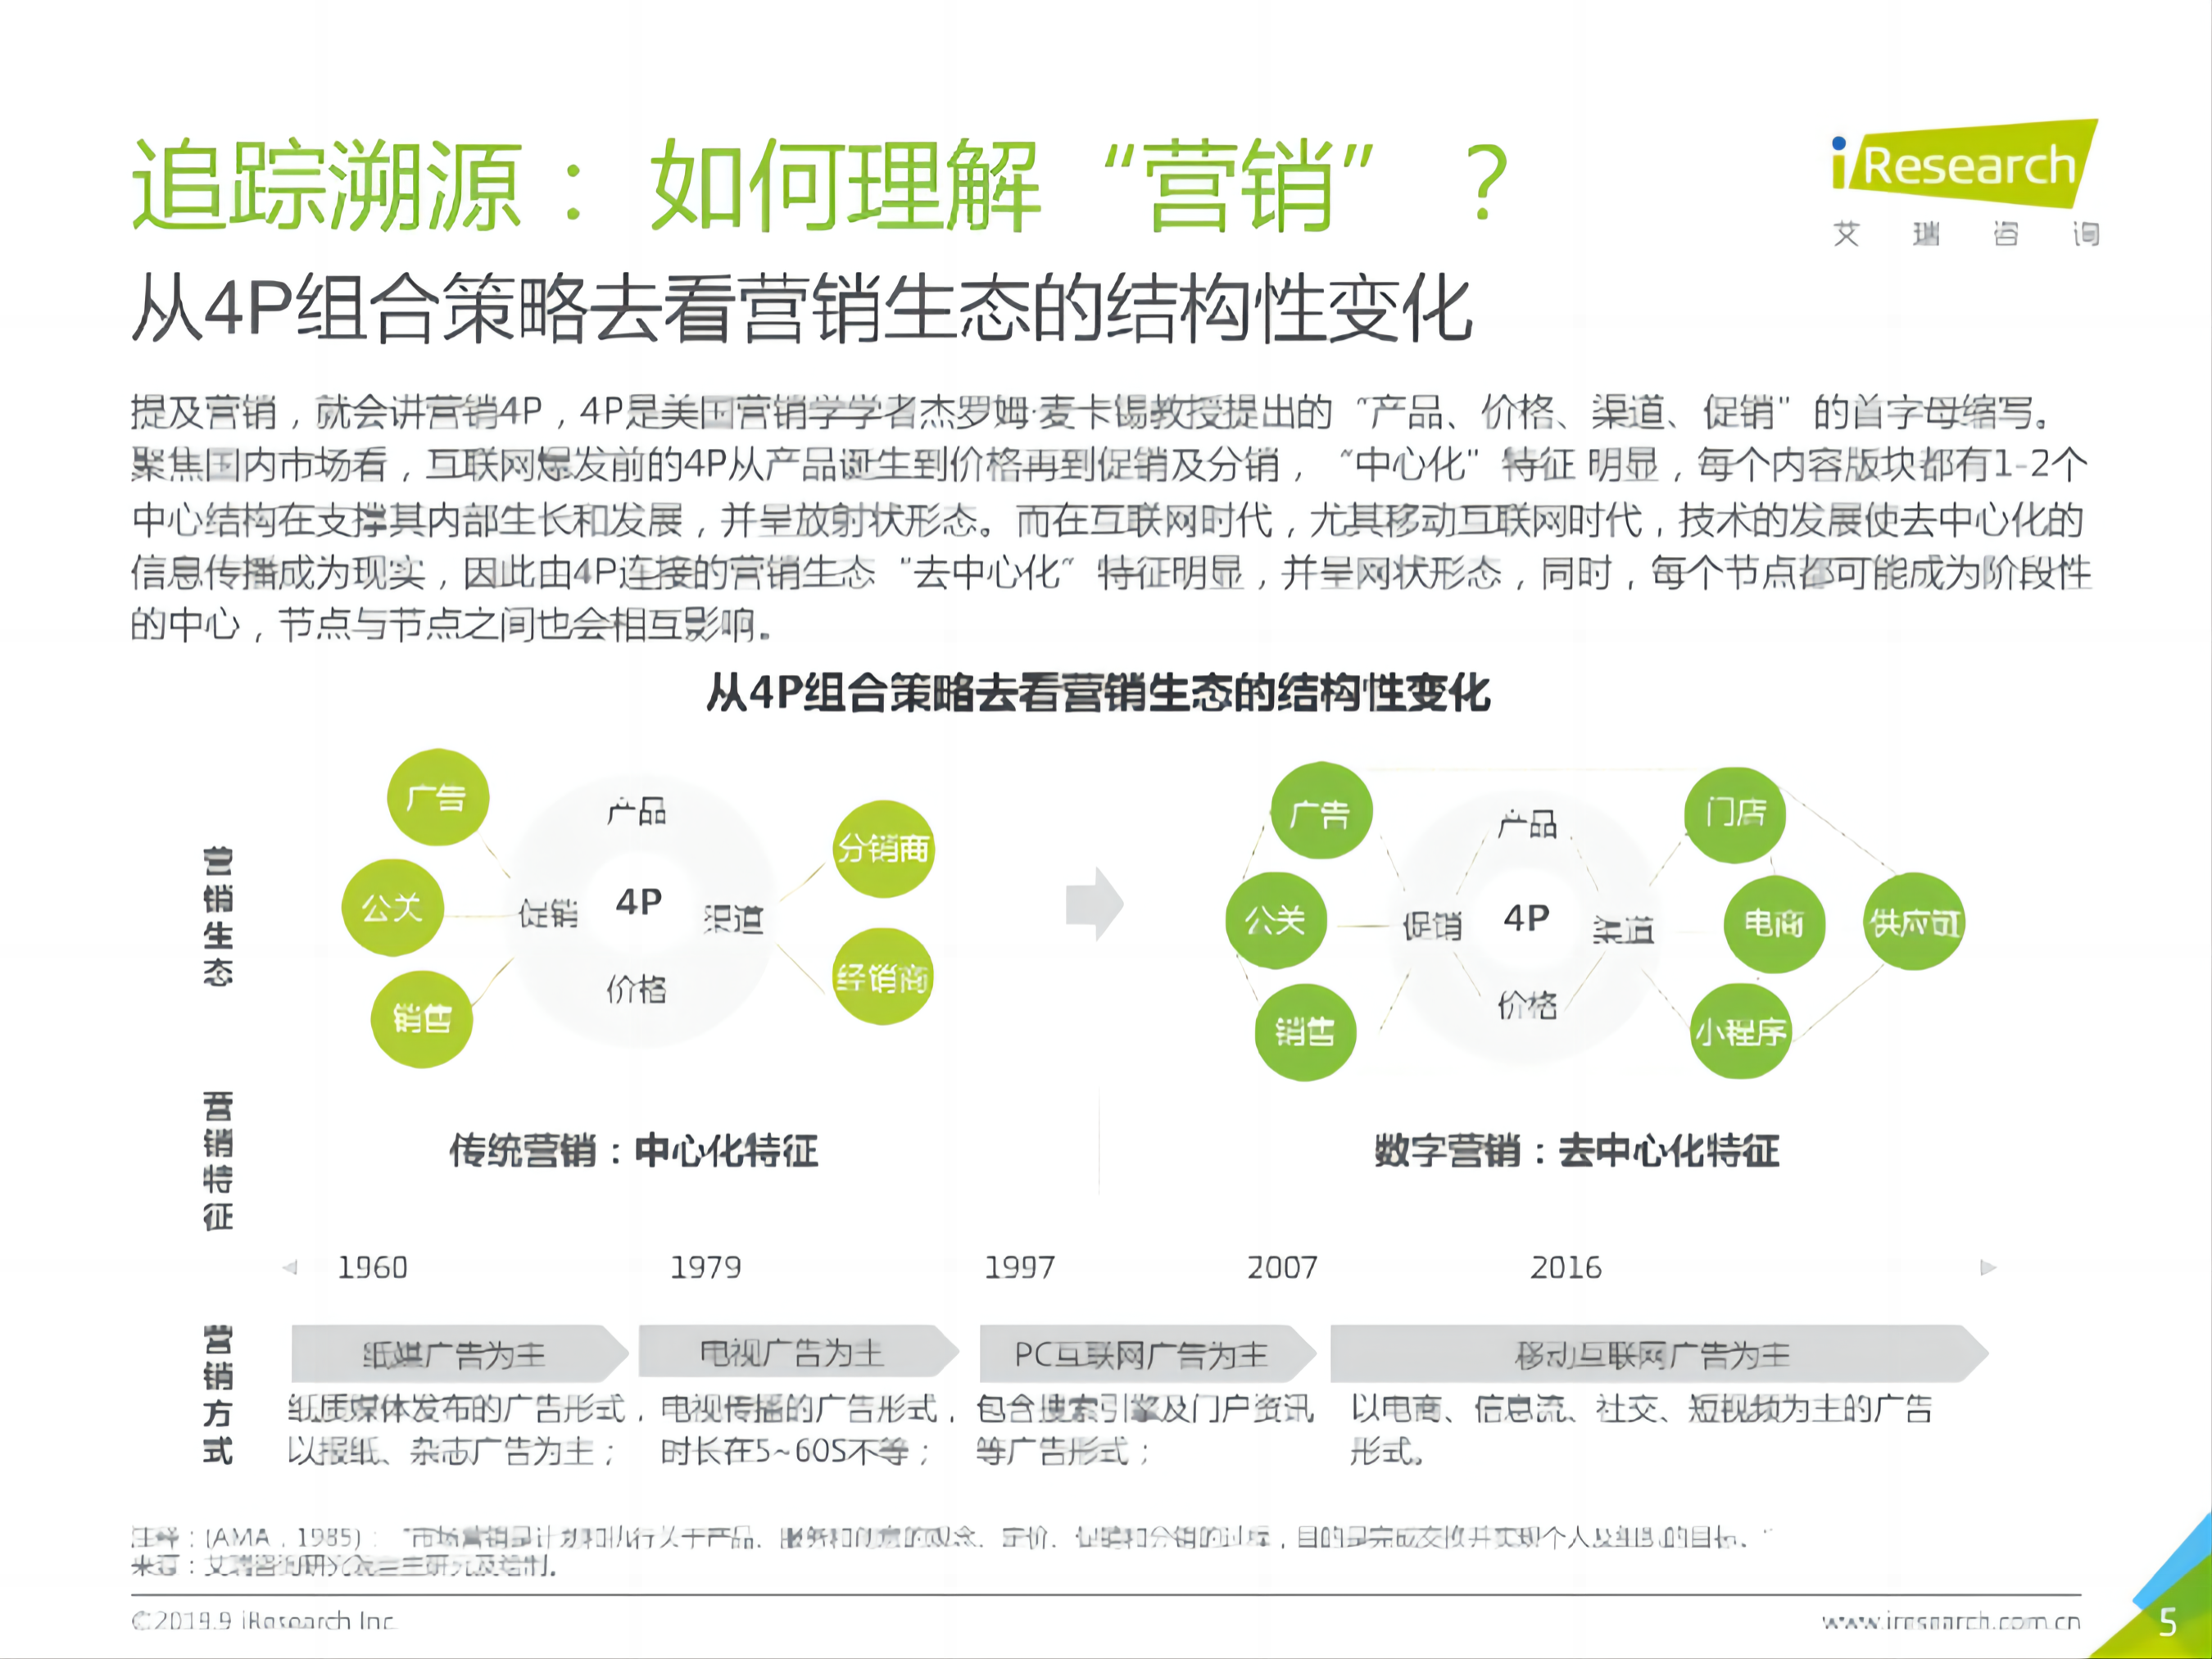 追踪溯源：如何理解“营销”？
iResearch
艾瑞咨询
从4P组合策略去看营销生态的结构性变化
提及营销，就会讲营销4P，4P是美国营销学学者杰罗姆·麦卡锡教授提出的“产品、价格、渠道、促销”的首字母缩写。
聚焦国内市场看，互联网爆发前的4P从产品诞生到价格再到促销及分销，“中心化”特征 明显，每个内容版块都有1-2个
中心结构在支撑其内部生长和发展，并呈放射状形态。而在互联网时代，尤其移动互联网时代，技术的发展使去中心化的
信息传播成为现实，因此由4P连接的营销生态“去中心化”特征明显，并呈网状形态，同时，每个节点都可能成为阶段性
的中心，节点与节点之间也会相互影响。
从4P组合策略去看营销生态的结构性变化
营销生态
广告
公关
销售
产品
促销
4P
渠道
价格
分销商
经销商
广告
公关
销售
产品
促销
4P
渠道
价格
门店
电商
小程序
供应
营销特征
传统营销：中心化特征
数字营销：去中心化特征
1960
1979
1997
2007
2016
营销方式
纸媒广告为主
电视广告为主
PC互联网广告为主
移动互联网广告为主
纸质媒体发布的广告形式，
以报纸、杂志广告为主；
电视传播的广告形式，
时长在5~60S不等；
包含搜索引擎及门户资讯
等广告形式；
以电商、信息流、社交、短视频为主的广告
形式。
注释：(AMA，1985)：“市场营销是计划和执行关于产品、服务和的观念、定价、促销和分销的过程，目的是完成交换并实现个人及组织的目标。”
来源：艾瑞咨询研究院自主研究及绘制。
©2019.9 iResearch Inc
www.iresearch.com.cn
5